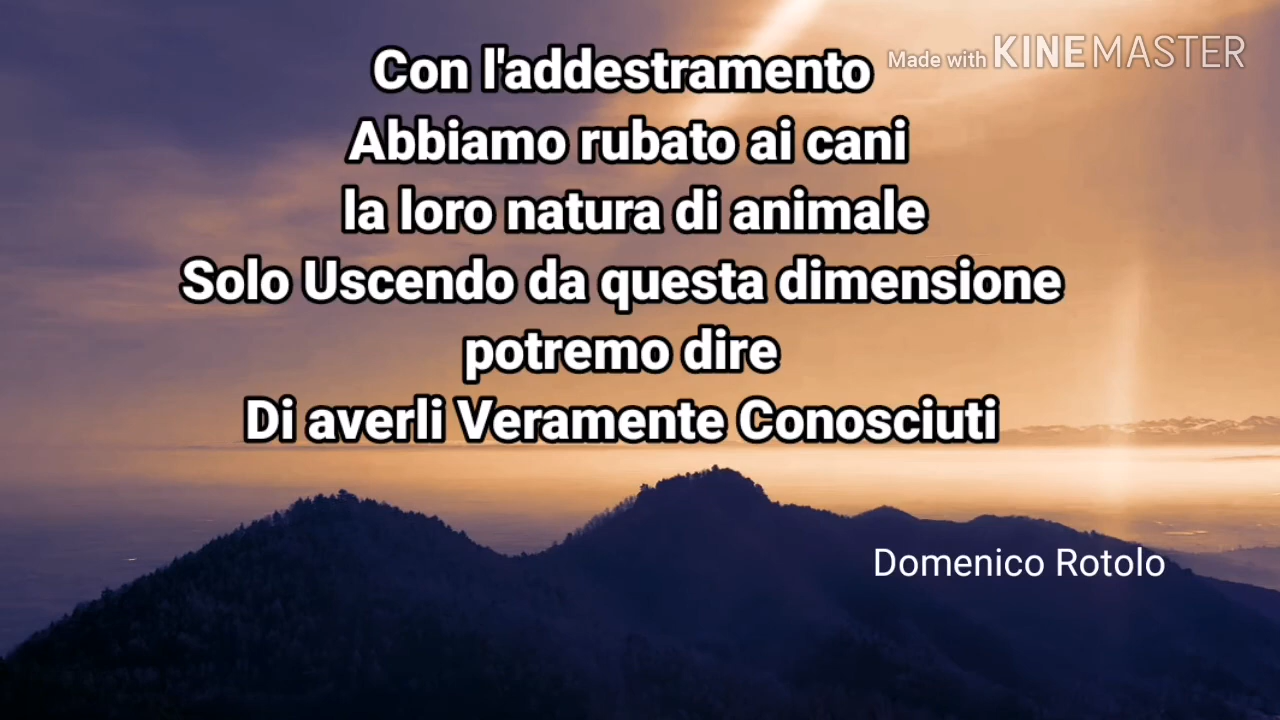 Made with KINEMASTER
Con l'addestramento
Abbiamo rubato ai cani
la loro natura di animale
Solo Uscendo da questa dimensione
potremo dire
Di averli Veramente Conosciuti
Domenico Rotolo